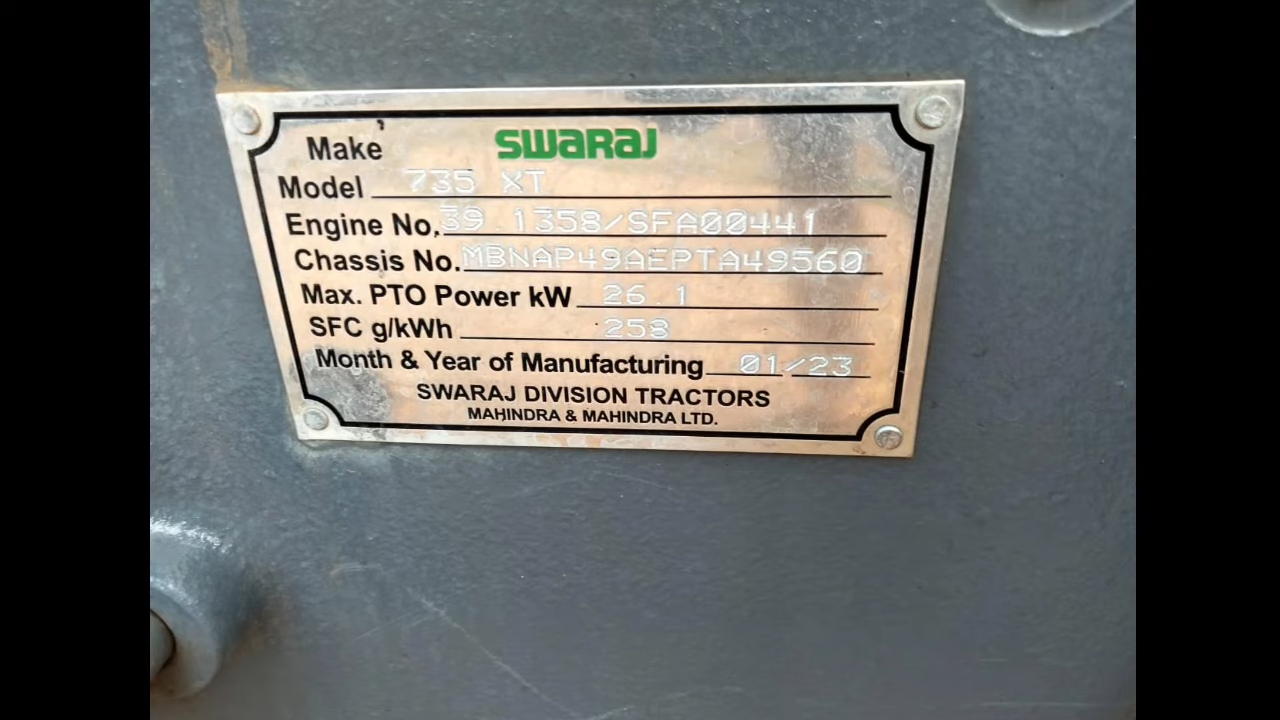 Make SWARAJ
Model 735 XT
Engine No. 39 1358/SFA00441
Chassis No. MBNAP49AEPTA49560
Max. PTO Power kW 26.1
SFC g/kWh 258
Month & Year of Manufacturing 01/23
SWARAJ DIVISION TRACTORS
MAHINDRA & MAHINDRA LTD.